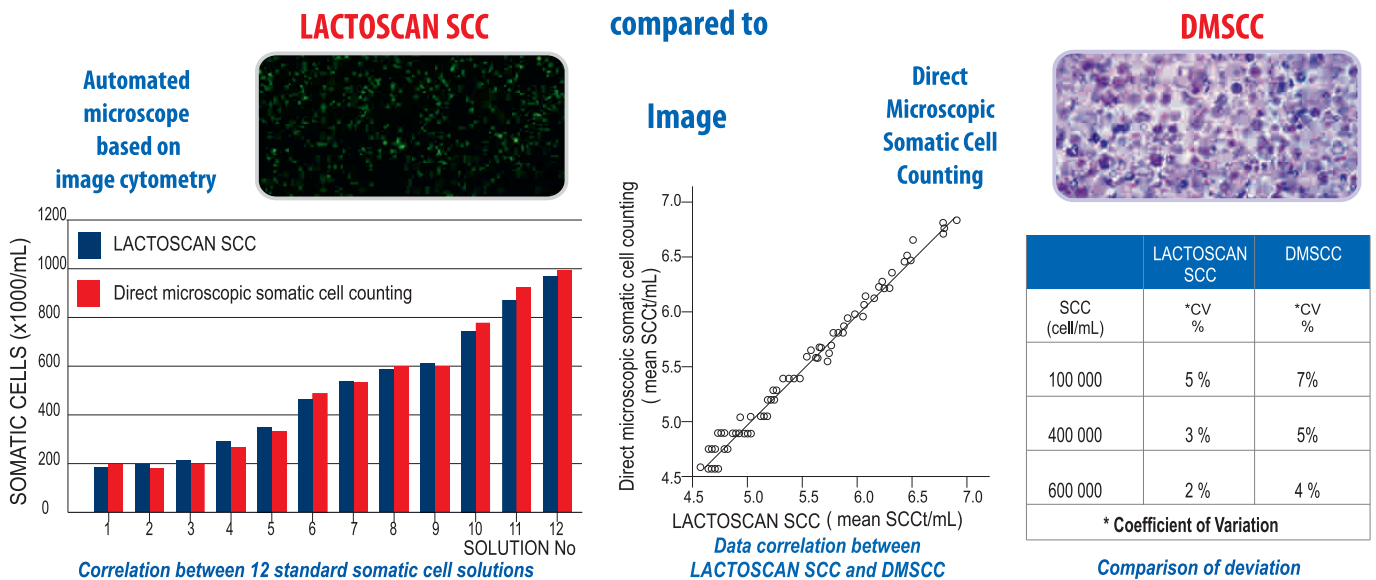 LACTOSCAN SCC
compared to
DMSCC
Automated
microscope
based on
image cytometry
Image
Direct
Microscopic
Somatic Cell
Counting
SOMATIC CELLS (x1000/mL)
1200
1000
800
600
400
200
0
LACTOSCAN SCC
Direct microscopic somatic cell counting
1 2 3 4 5 6 7 8 9 10 11 12
SOLUTION No
Correlation between 12 standard somatic cell solutions
Direct microscopic somatic cell counting
( mean SCCt/mL)
7.0
6.5
6.0
5.5
5.0
4.5
4.5 5.0 5.5 6.0 6.5 7.0
LACTOSCAN SCC ( mean SCCt/mL)
Data correlation between
LACTOSCAN SCC and DMSCC
LACTOSCAN DMSCC
SCC
SCC *CV *CV
(cell/mL) % %
100 000 5 % 7%
400 000 3 % 5%
600 000 2 % 4 %
* Coefficient of Variation
Comparison of deviation